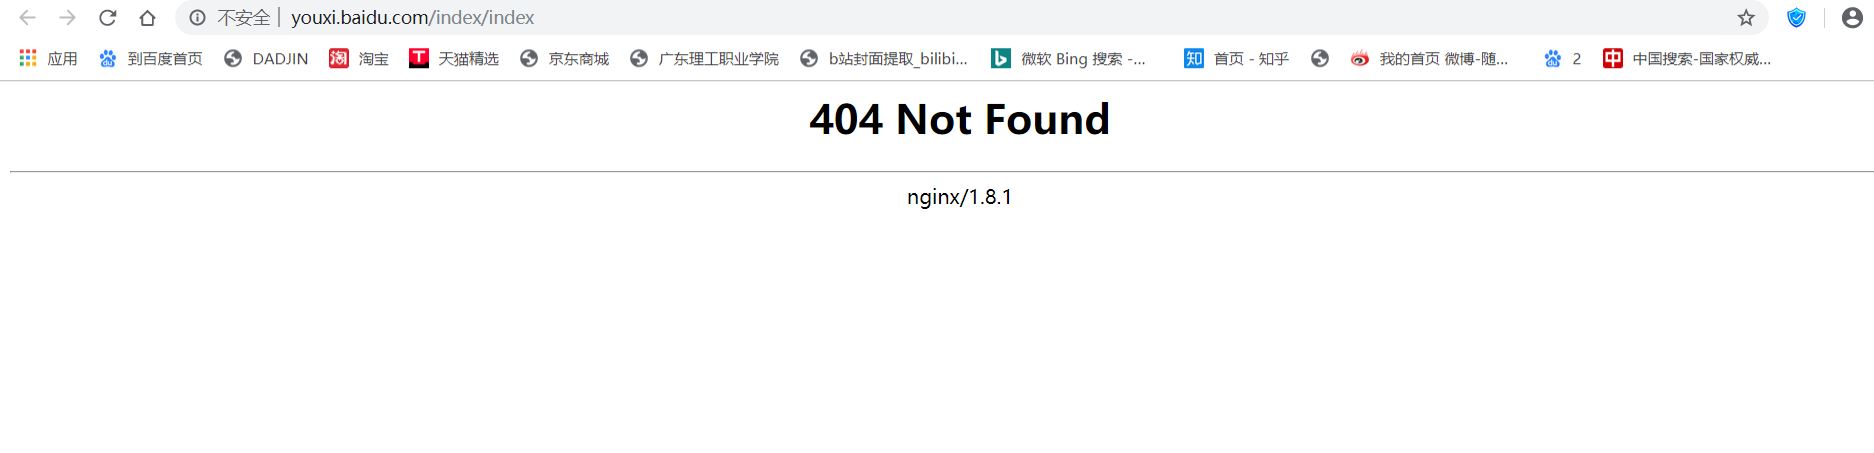 不安全 | youxi.baidu.com/index/index
应用 到百度首页 DADJIN 淘 淘宝 T 天猫精选 京东商城 广东理工职业学院 b站封面提取_bilibi... 微软 Bing 搜索 -... 知 首页 - 知乎 我的首页 微博-随... 2 中 中国搜索-国家权威...
404 Not Found
nginx/1.8.1